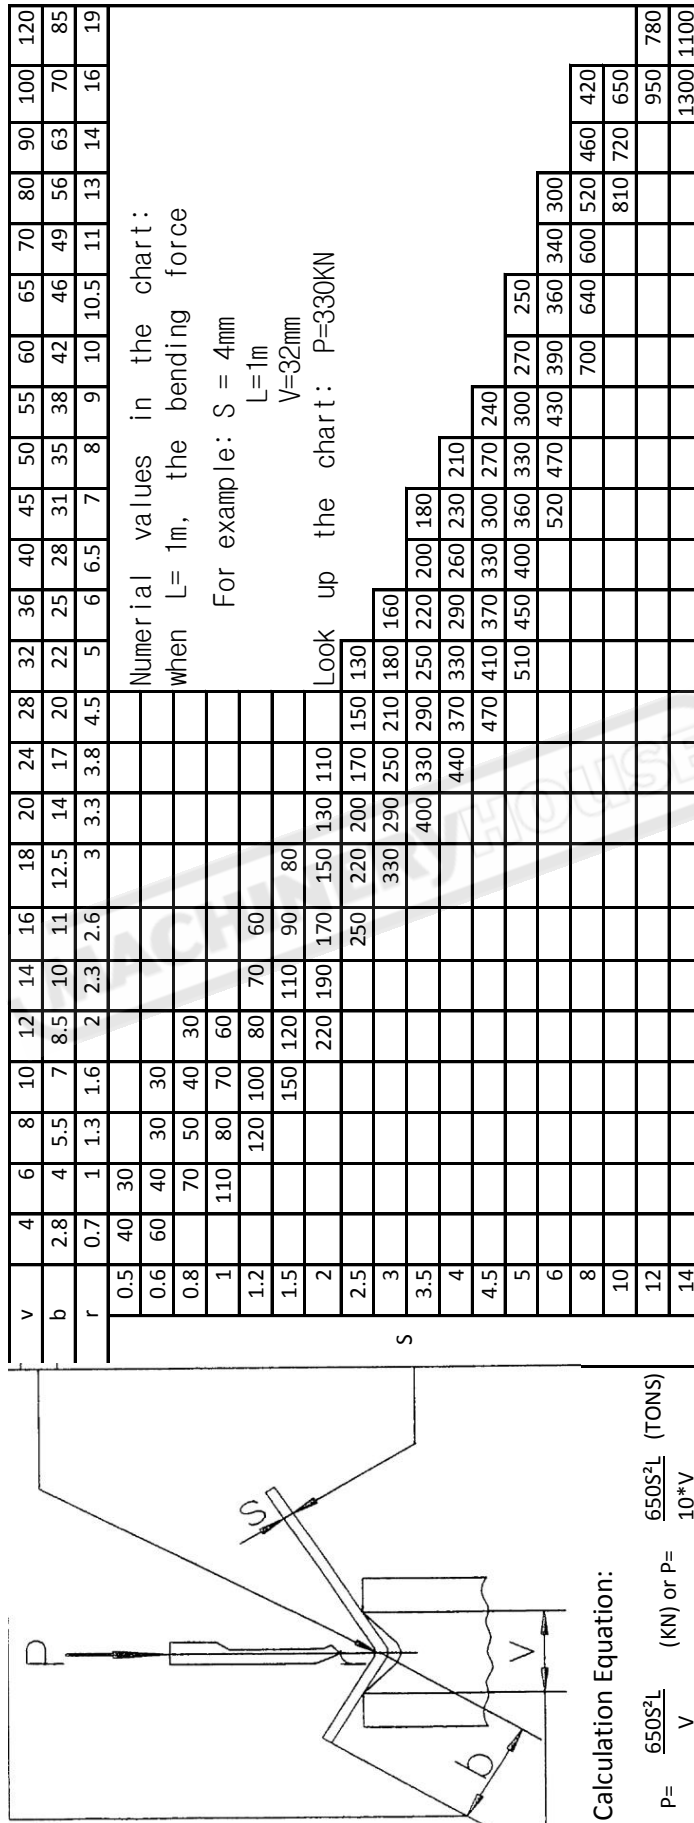 P
S
V
b
Calculation Equation:
P= 650S²L (KN) or P= 650S²L (TONS)
V 10*V
V 4 6 8 10 12 14 16 18 20 24 28 32 36 40 45 50 55 60 65 70 80 90 100 120
b 2.8 4 5.5 7 8.5 10 11 12.5 14 17 20 22 25 28 31 35 38 42 46 49 56 63 70 85
r 0.7 1 1.3 1.6 2 2.3 2.6 3 3.3 3.8 4.5 5 6 6.5 7 8 9 10 10.5 11 13 14 16 19
S
0.5 40 30
0.6 60 40 30 30
0.8 70 50 40 30
1 110 80 70 60
1.2 120 100 80 70 60
1.5 150 120 110 90 80
2 220 190 170 150 130 110
2.5 250 220 200 170 150 130
3 330 290 250 210 180 160
3.5 400 330 290 250 220 200 180
4 440 370 330 290 260 230 210
4.5 470 410 370 330 300 270 240
5 510 450 400 360 330 300 270 250
6 520 470 430 390 360 340 300
8 700 640 600 520 460 420
10 810 720 650
12 950 780
14 1300 1100
Numerial values in the chart:
when L= 1m, the bending force
For example: S = 4mm
L=1m
V=32mm
Look up the chart: P=330KN
MACHINERYHOUSE